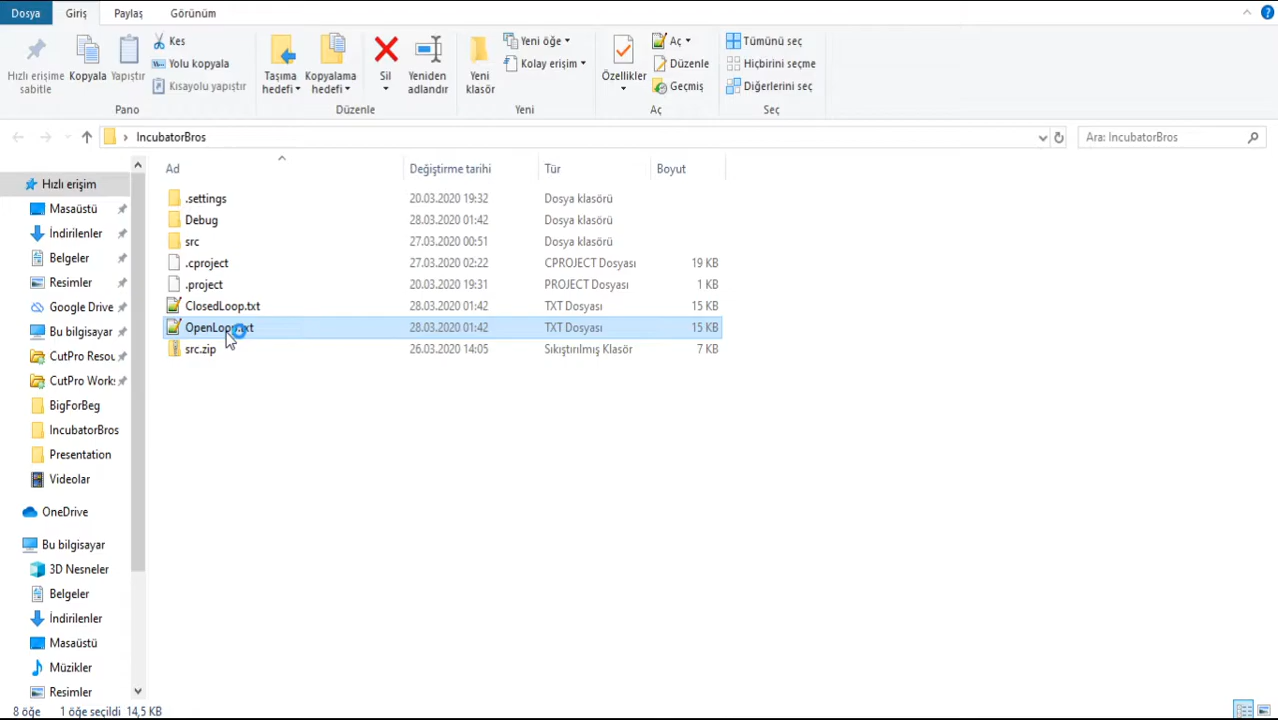 Dosya Giriş Paylaş Görünüm
Hızlı erişime sabitle
Kopyala
Yapıştır
Kes
Yolu kopyala
Kısayolu yapıştır
Pano
Taşıma hedefi
Kopyalama hedefi
Sil
Yeniden adlandır
Düzenle
Yeni klasör
Yeni öğe
Kolay erişim
Yeni
Özellikler
Aç
Düzenle
Geçmiş
Aç
Tümünü seç
Hiçbirini seçme
Diğerlerini seç
Seç
IncubatorBros
Ara: IncubatorBros
Hızlı erişim
Masaüstü
İndirilenler
Belgeler
Resimler
Google Drive
Bu bilgisayar
CutPro Resou
CutPro Works
BigForBeg
IncubatorBros
Presentation
Videolar
OneDrive
Bu bilgisayar
3D Nesneler
Belgeler
İndirilenler
Masaüstü
Müzikler
Resimler
Ad Değiştirme tarihi Tür Boyut
.settings 20.03.2020 19:32 Dosya klasörü
Debug 28.03.2020 01:42 Dosya klasörü
src 27.03.2020 00:51 Dosya klasörü
.cproject 27.03.2020 02:22 CPROJECT Dosyası 19 KB
.project 20.03.2020 19:31 PROJECT Dosyası 1 KB
ClosedLoop.txt 28.03.2020 01:42 TXT Dosyası 15 KB
OpenLoop.txt 28.03.2020 01:42 TXT Dosyası 15 KB
src.zip 26.03.2020 14:05 Sıkıştırılmış Klasör 7 KB
8 öğe 1 öğe seçildi 14,5 KB